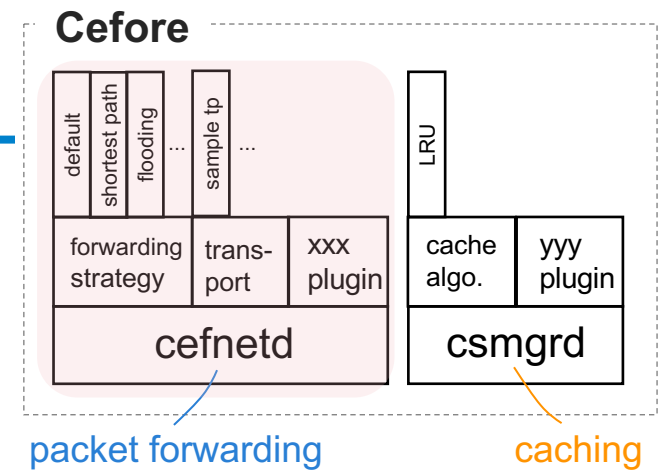 Cefore
default
shortest path
flooding
...
sample tp
...
LRU
forwarding
strategy
trans-
port
xxx
plugin
cache
algo.
yyy
plugin
cefnetd
csmgrd
packet forwarding
caching